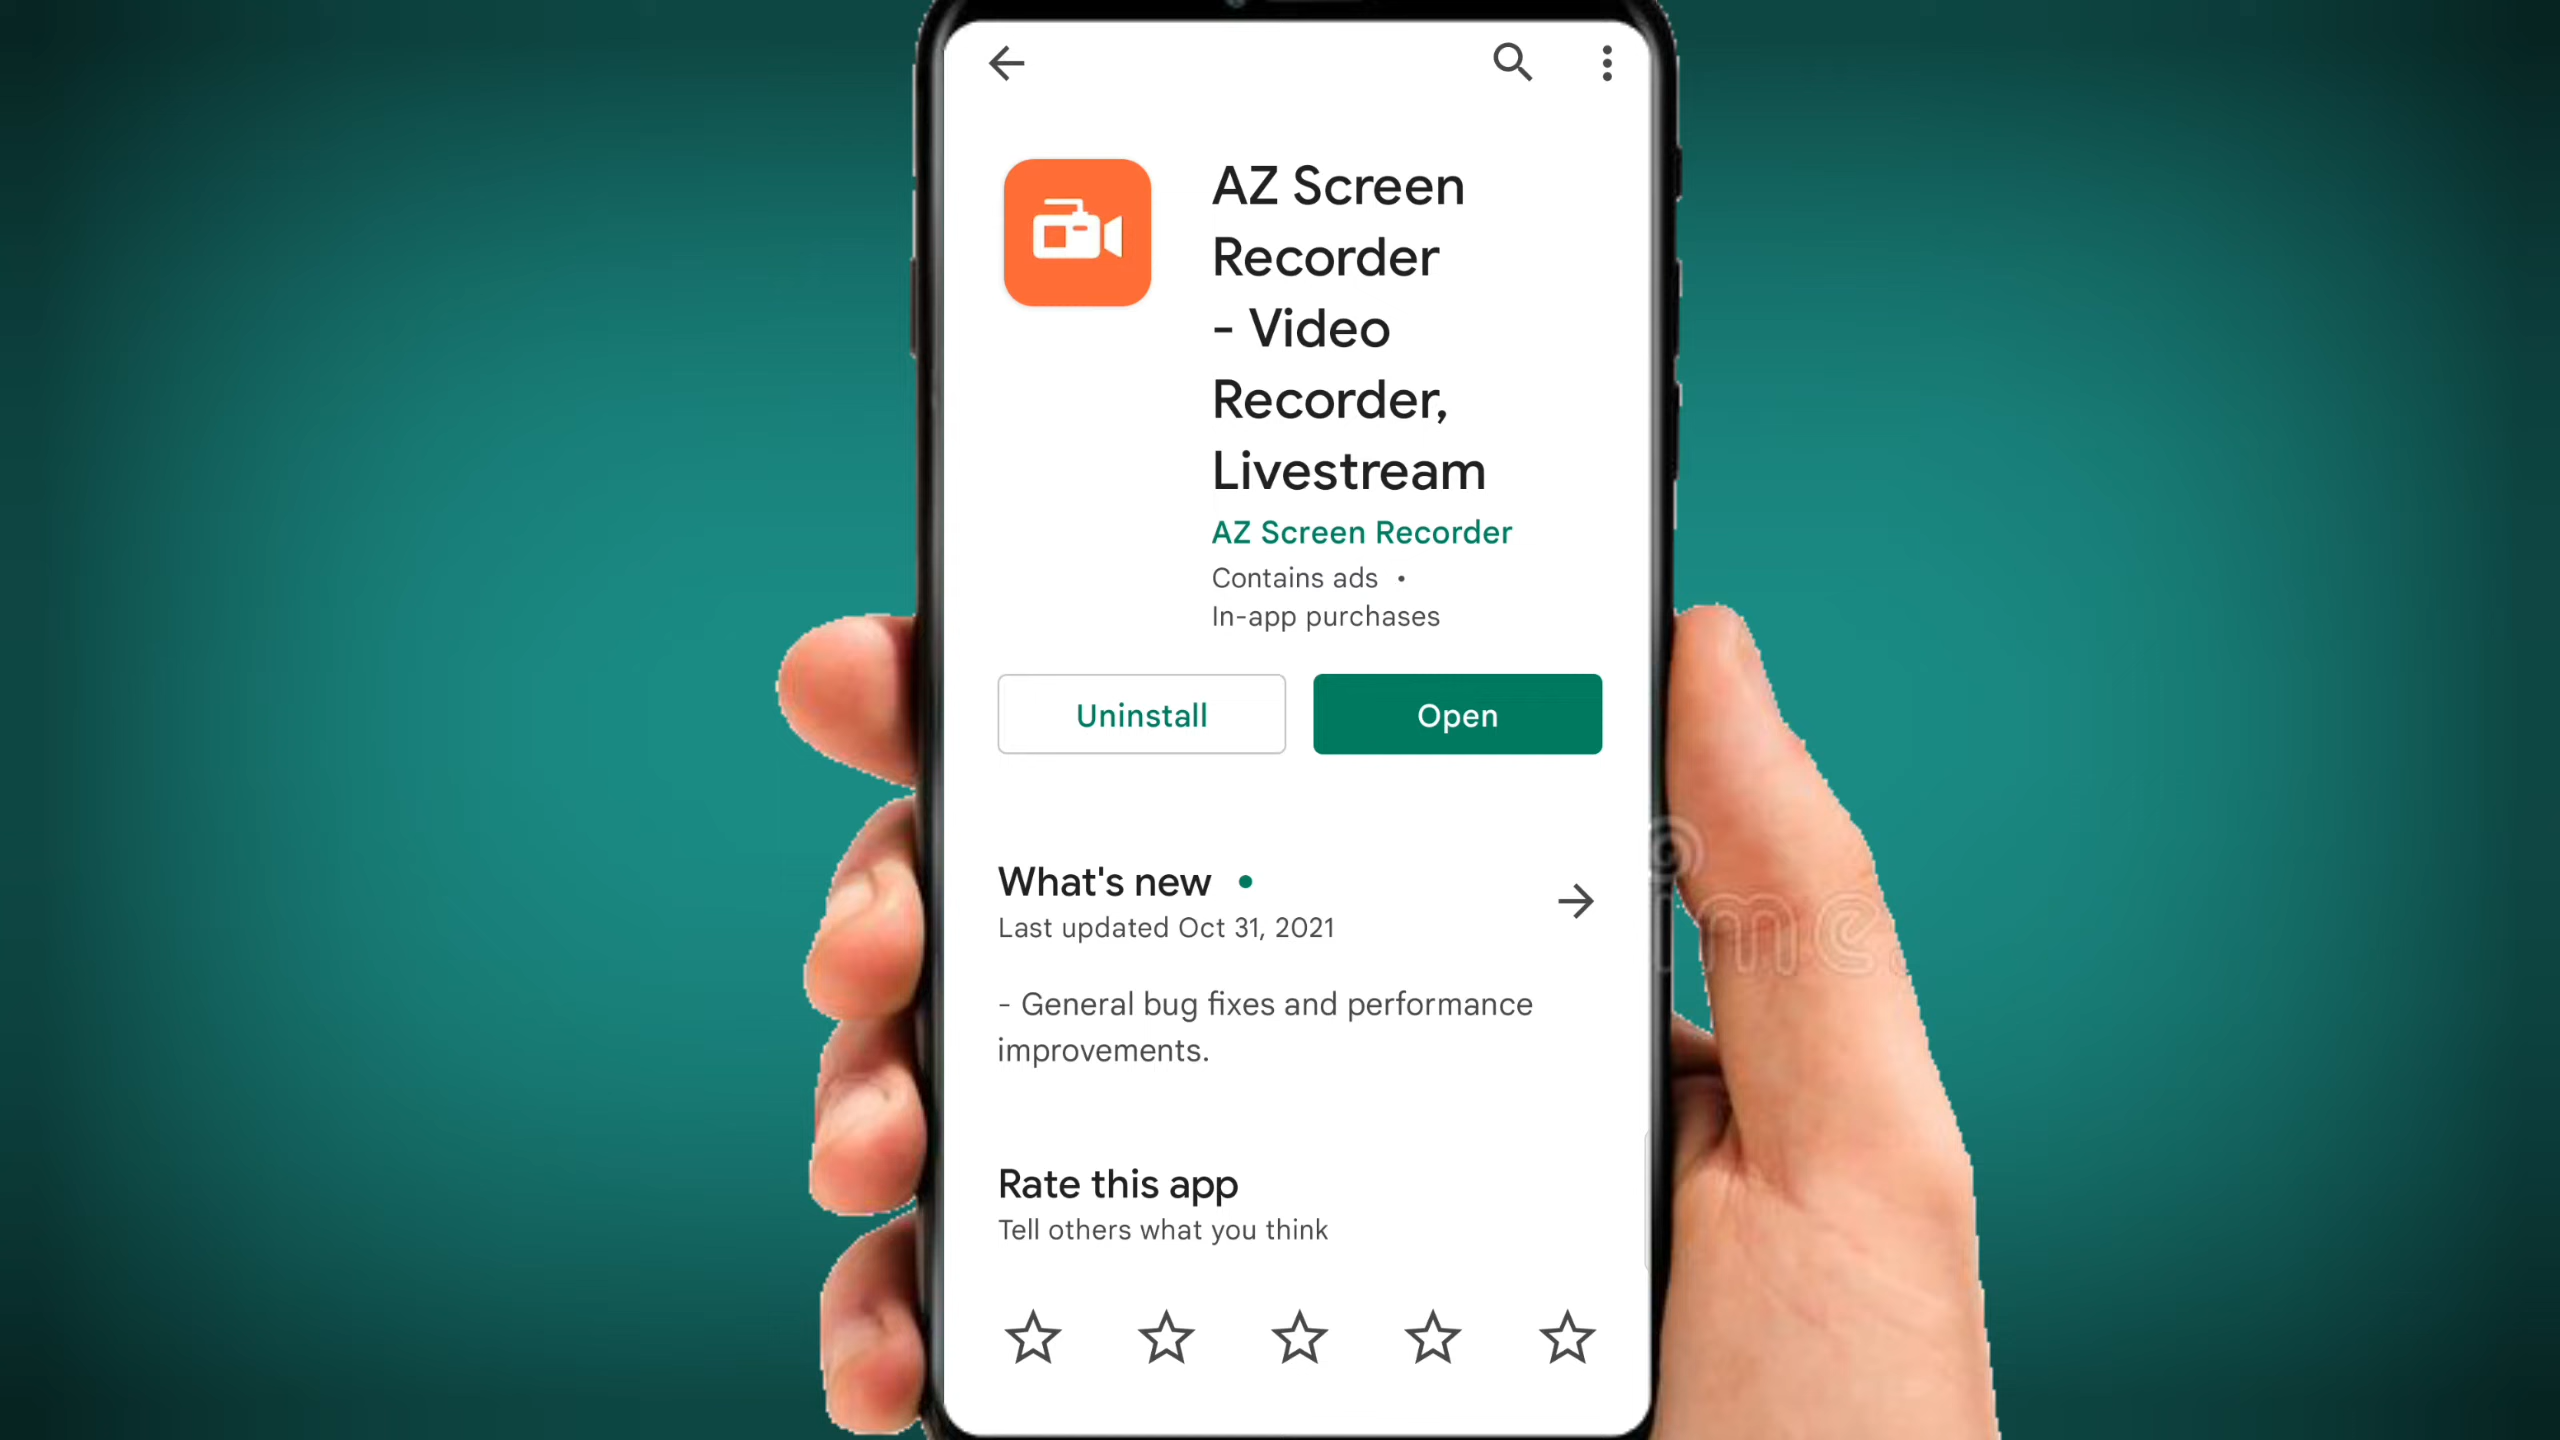 AZ Screen
Recorder
- Video
Recorder,
Livestream
AZ Screen Recorder
Contains ads •
In-app purchases
Uninstall
Open
What's new •
Last updated Oct 31, 2021
- General bug fixes and performance
improvements.
Rate this app
Tell others what you think